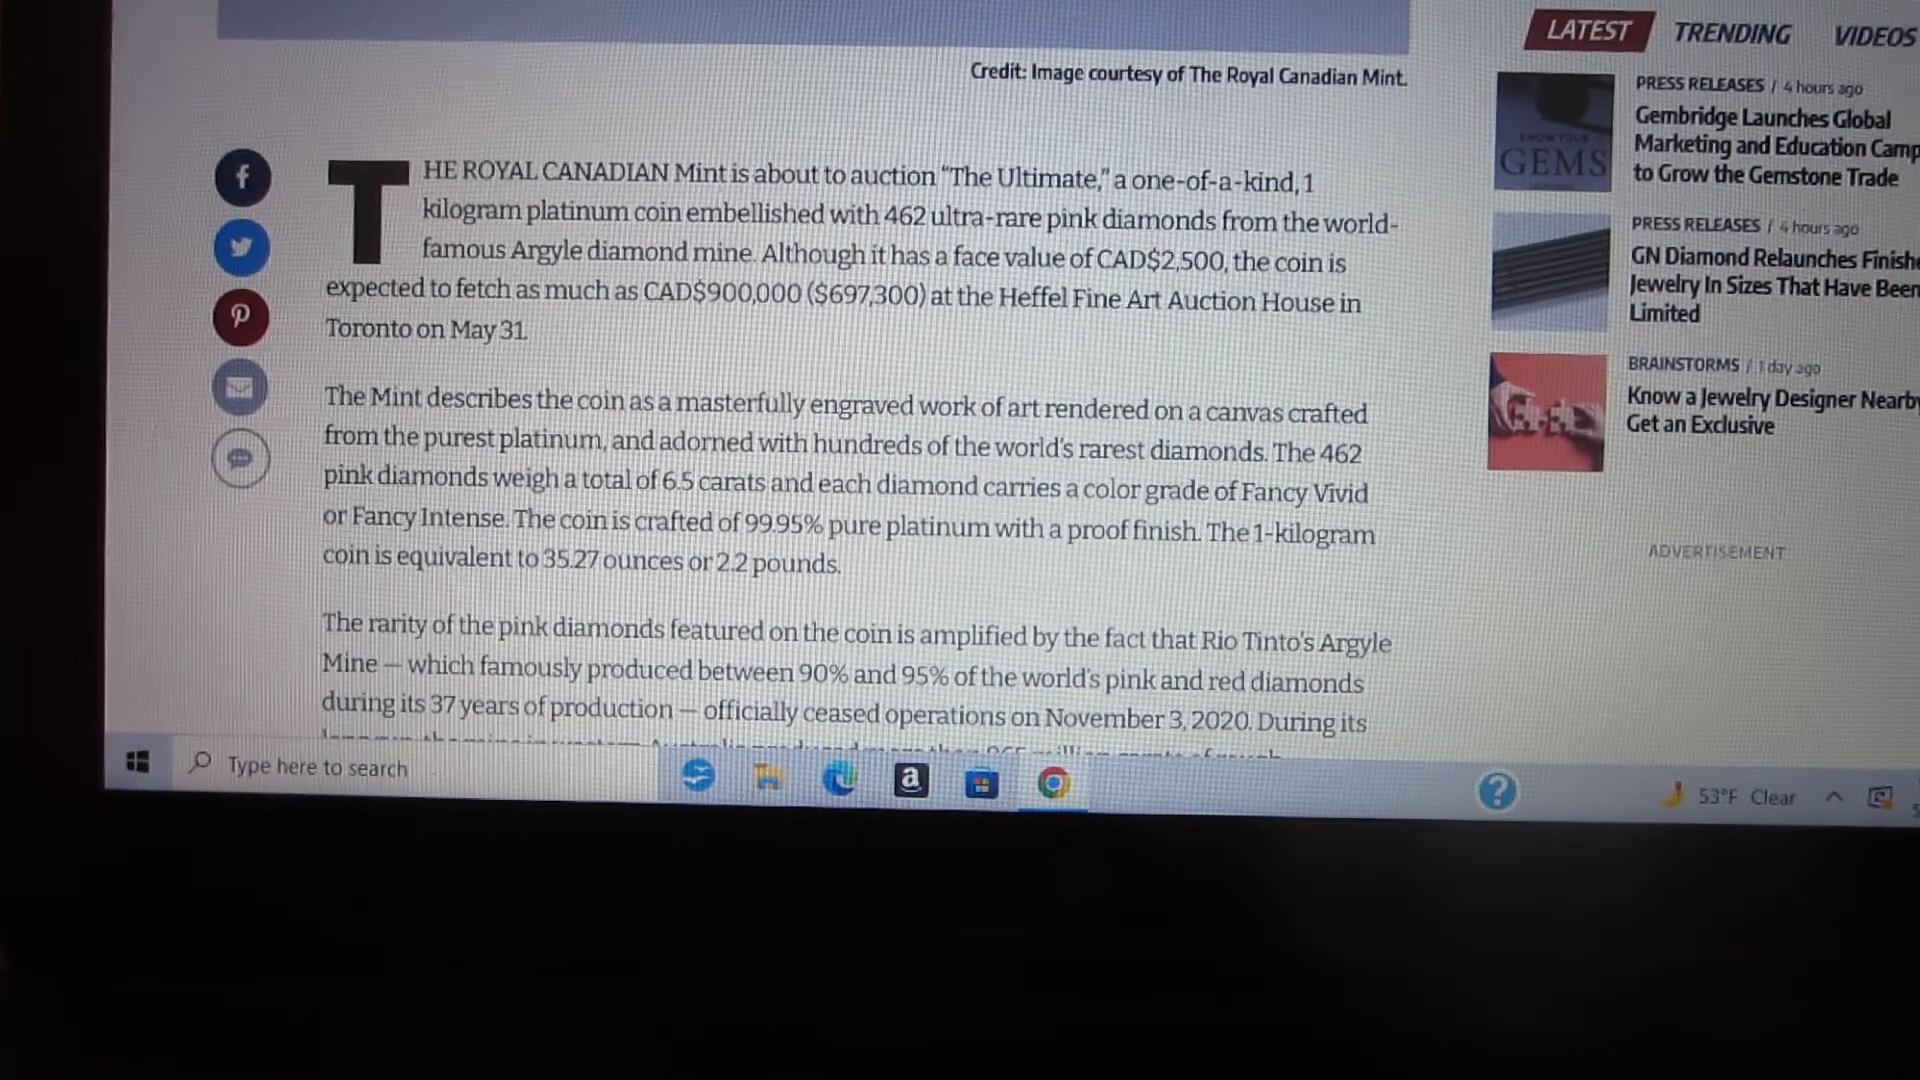 LATEST TRENDING VIDEOS
Credit: Image courtesy of The Royal Canadian Mint.
THE ROYAL CANADIAN Mint is about to auction “The Ultimate,” a one-of-a-kind, 1
kilogram platinum coin embellished with 462 ultra-rare pink diamonds from the world-
famous Argyle diamond mine. Although it has a face value of CAD$2,500, the coin is
expected to fetch as much as CAD$900,000 ($697,300) at the Heffel Fine Art Auction House in
Toronto on May 31.
The Mint describes the coin as a masterfully engraved work of art rendered on a canvas crafted
from the purest platinum, and adorned with hundreds of the world’s rarest diamonds. The 462
pink diamonds weigh a total of 6.5 carats and each diamond carries a color grade of Fancy Vivid
or Fancy Intense. The coin is crafted of 99.95% pure platinum with a proof finish. The 1-kilogram
coin is equivalent to 35.27 ounces or 2.2 pounds.
The rarity of the pink diamonds featured on the coin is amplified by the fact that Rio Tinto’s Argyle
Mine — which famously produced between 90% and 95% of the world’s pink and red diamonds
during its 37 years of production — officially ceased operations on November 3, 2020. During its
KNOW YOUR
GEMS
PRESS RELEASES / 4 hours ago
Gembridge Launches Global
Marketing and Education Camp
to Grow the Gemstone Trade
PRESS RELEASES / 4 hours ago
GN Diamond Relaunches Finishe
Jewelry In Sizes That Have Been
Limited
BRAINSTORMS / 1 day ago
Know a Jewelry Designer Nearby
Get an Exclusive
ADVERTISEMENT
Type here to search
53°F Clear